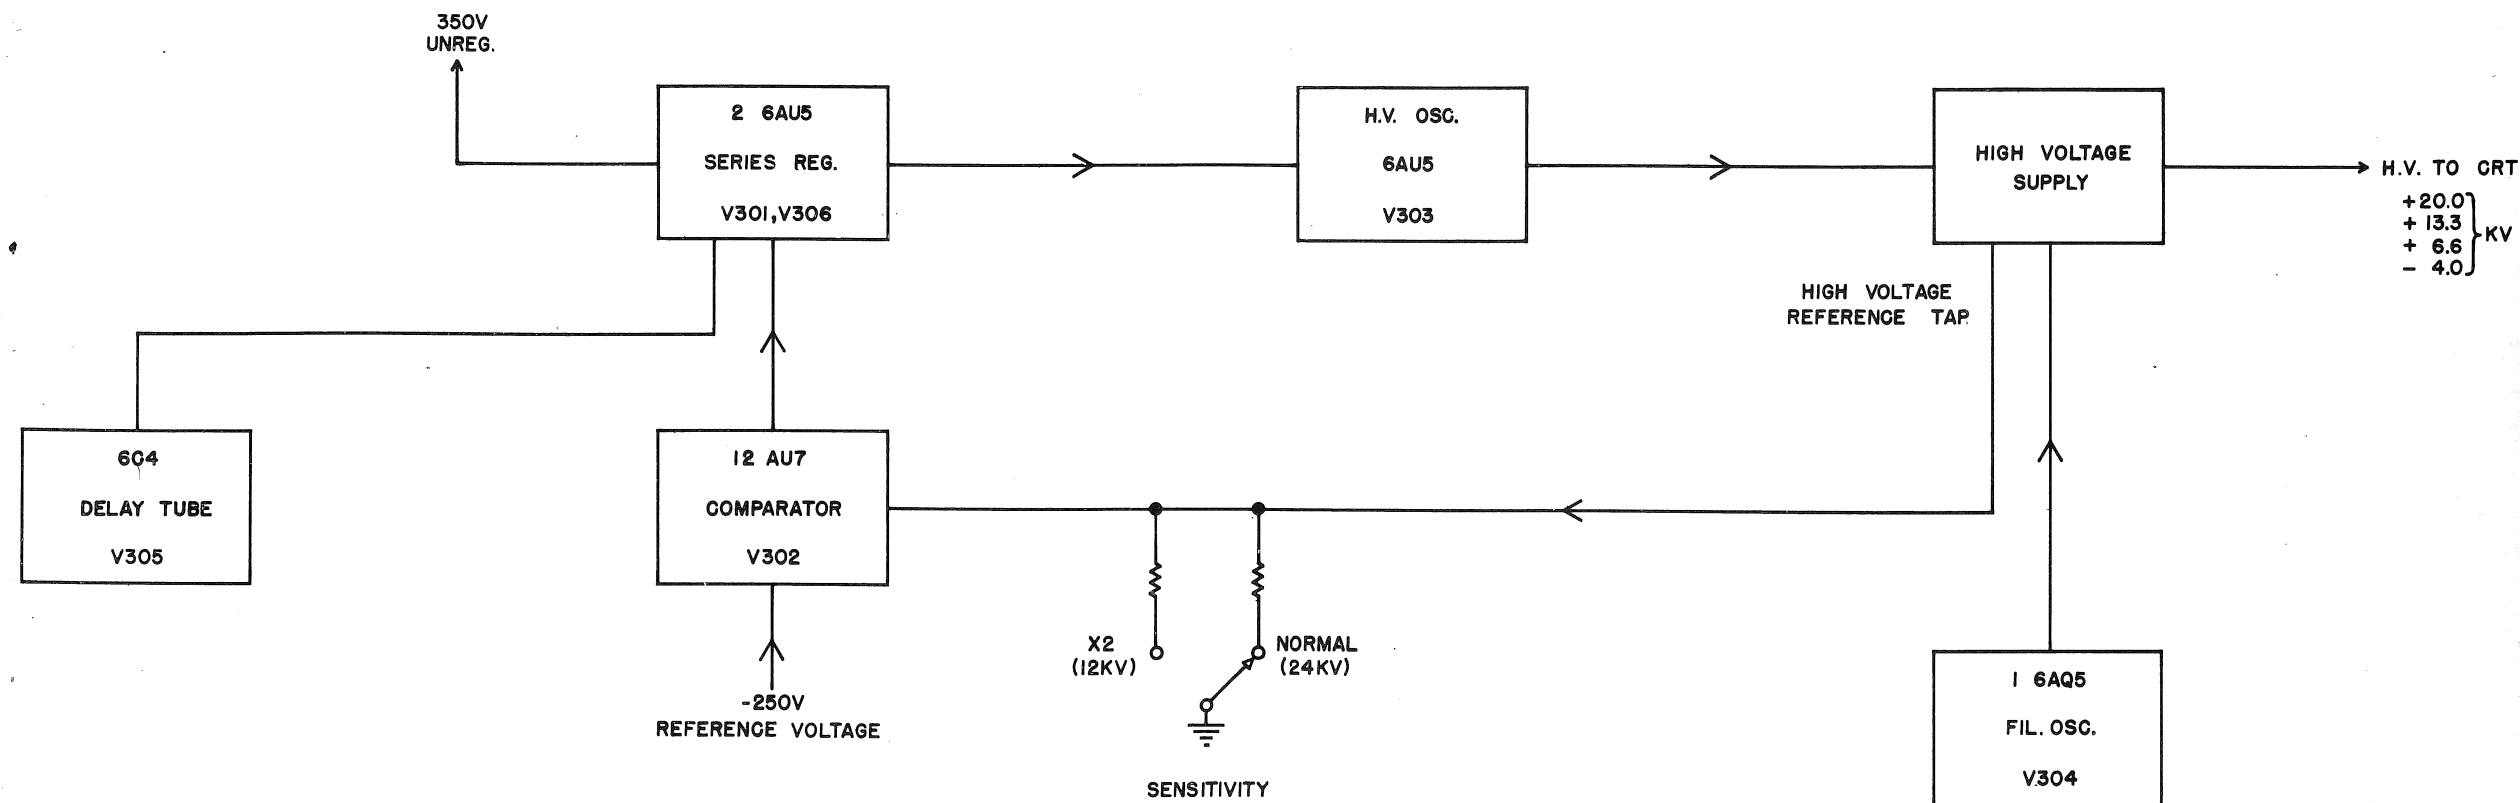 350V
UNREG.
2 6AU5
SERIES REG.
V301,V306
H.V. OSC.
6AU5
V303
HIGH VOLTAGE
SUPPLY
H.V. TO CRT
+20.0
+ 13.3
+ 6.6
- 4.0
KV
HIGH VOLTAGE
REFERENCE TAP
6C4
DELAY TUBE
V305
12 AU7
COMPARATOR
V302
X2
(12KV)
NORMAL
(24KV)
-250V
REFERENCE VOLTAGE
SENSITIVITY
1 6AQ5
FIL. OSC.
V304